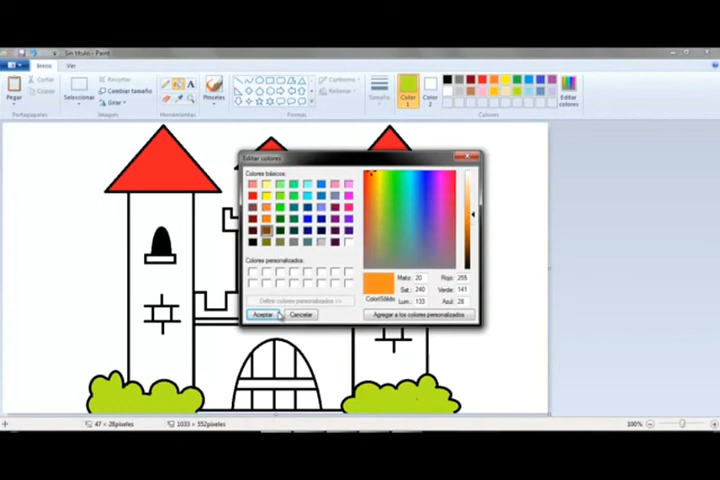 Sin título - Paint
Inicio
Ver
Pegar
Cortar
Copiar
Portapapeles
Seleccionar
Recortar
Cambiar tamaño
Girar
Imagen
A
Herramientas
Pinceles
Contorno
Rellenar
Formas
Tamaño
Color
1
Color
2
Editar
colores
Colores
Editar colores
Colores básicos:
Colores personalizados:
Definir colores personalizados >>
Aceptar
Cancelar
Color|Sólido
Matiz: 20
Sat.: 240
Lum.: 133
Rojo: 255
Verde: 141
Azul: 28
Agregar a los colores personalizados
47 × 28píxeles
1033 × 552píxeles
100%